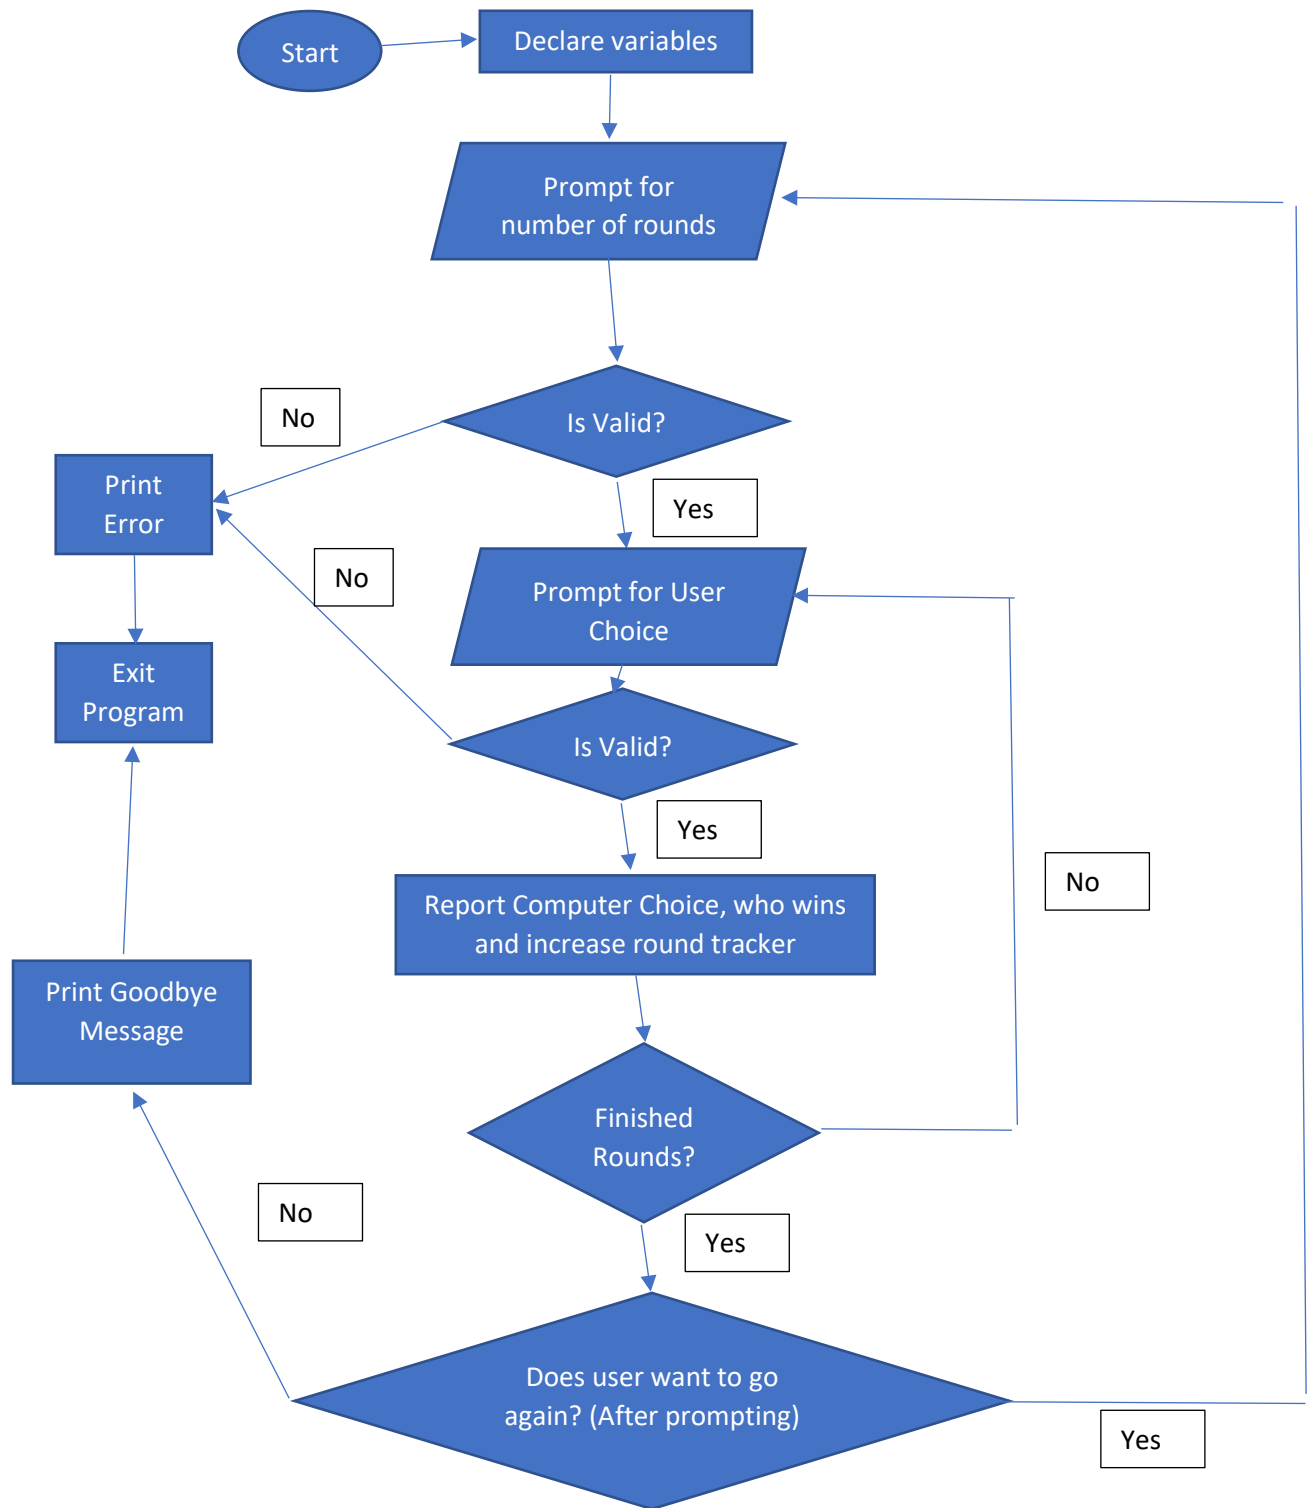 Start
Declare variables
Prompt for
number of rounds
Is Valid?
No
Print
Error
Yes
No
Prompt for User
Choice
Exit
Program
Is Valid?
Yes
No
Report Computer Choice, who wins
and increase round tracker
Print Goodbye
Message
Finished
Rounds?
No
Yes
Does user want to go
again? (After prompting)
Yes